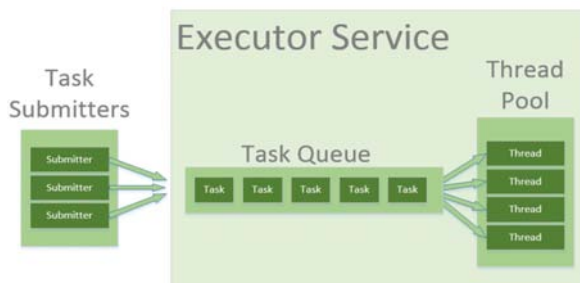 Executor Service
Task
Submitters
Submitter
Submitter
Submitter
Task Queue
Task Task Task Task Task
Thread
Pool
Thread
Thread
Thread
Thread